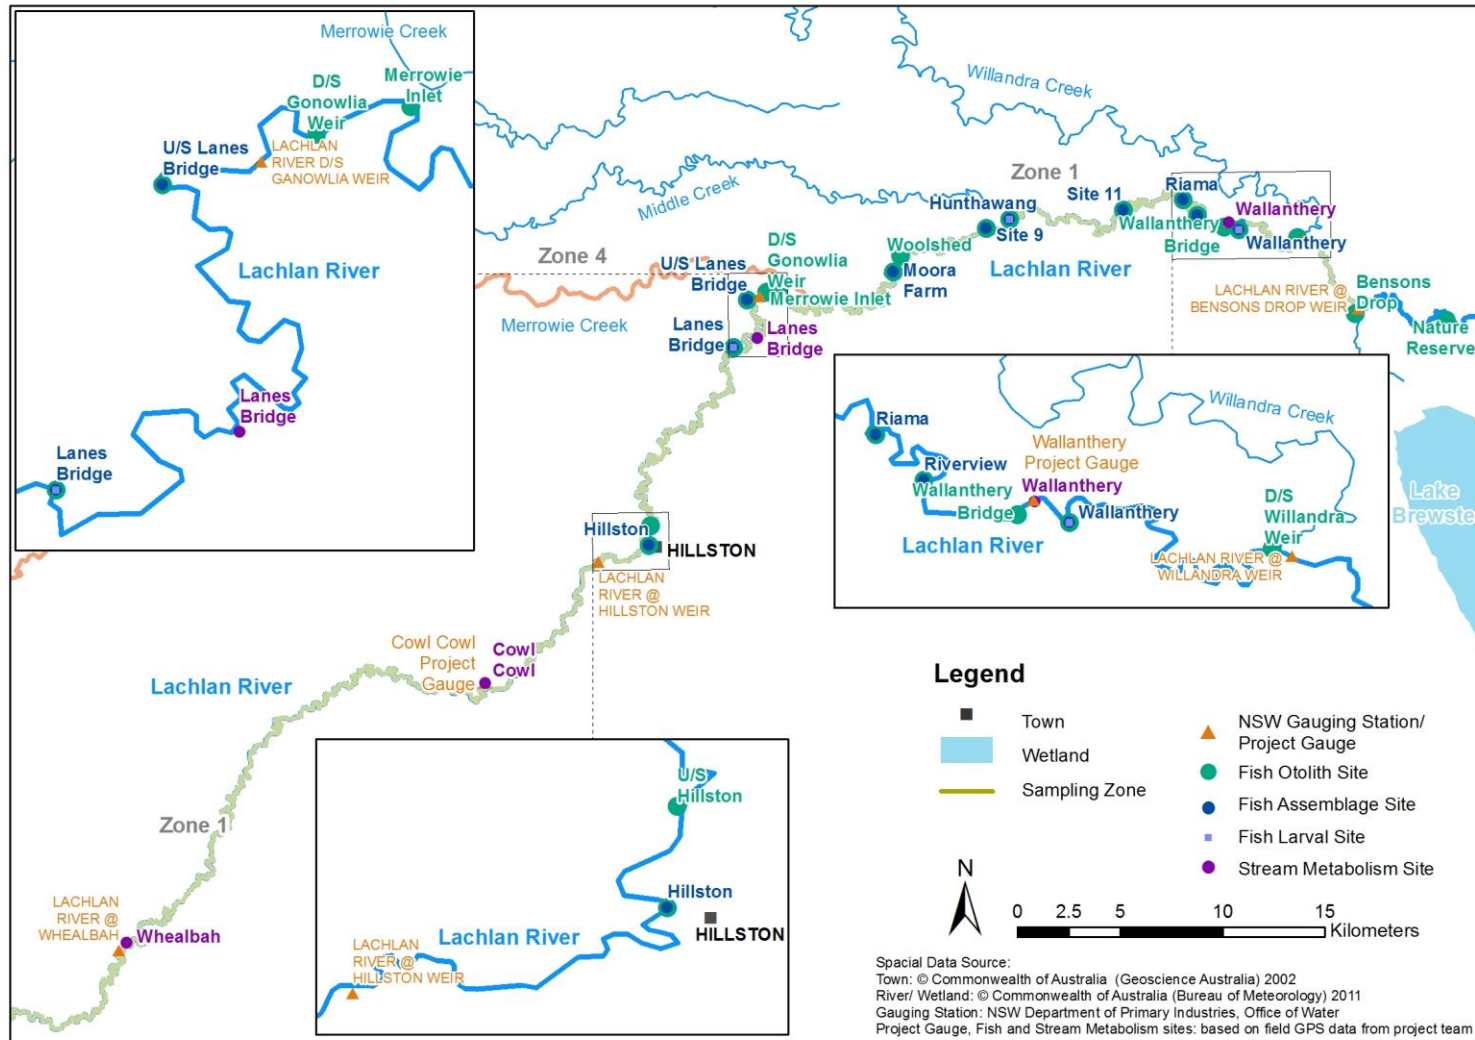 Merrowie Creek
D/S
Gonowlia
Weir
Merrowie
Inlet
U/S Lanes
Bridge
LACHLAN
RIVER D/S
GANOWLIA WEIR
Lachlan River
Lanes
Bridge
Lanes
Bridge
Willandra Creek
Zone 1
Middle Creek
Hunthawang
Site 9
Site 11
Riama
Wallanthery
Bridge
Wallanthery
Wallanthery
Woolshed
Moora
Farm
Lachlan River
Zone 4
Merrowie Creek
U/S Lanes
Bridge
D/S
Gonowlia
Weir
Merrowie Inlet
Lanes
Bridge
Lanes
Bridge
LACHLAN RIVER @
BENSONS DROP WEIR
Bensons
Drop
Nature
Reserve
Lake
Brewste
Willandra Creek
Riama
Riverview
Wallanthery
Bridge
Wallanthery
Project Gauge
Wallanthery
Wallanthery
Lachlan River
D/S
Willandra
Weir
LACHLAN RIVER @
WILLANDRA WEIR
Hillston
HILLSTON
LACHLAN
RIVER @
HILLSTON WEIR
Cowl Cowl
Project
Gauge
Cowl
Cowl
Lachlan River
Zone 1
LACHLAN
RIVER @
WHEALBAH
Whealbah
U/S
Hillston
Hillston
HILLSTON
Lachlan River
LACHLAN
RIVER @
HILLSTON WEIR
Legend
Town
Wetland
Sampling Zone
NSW Gauging Station/
Project Gauge
Fish Otolith Site
Fish Assemblage Site
Fish Larval Site
Stream Metabolism Site
N
0 2.5 5 10 15
Kilometers
Spacial Data Source:
Town: © Commonwealth of Australia (Geoscience Australia) 2002
River/ Wetland: © Commonwealth of Australia (Bureau of Meteorology) 2011
Gauging Station: NSW Department of Primary Industries, Office of Water
Project Gauge, Fish and Stream Metabolism sites: based on field GPS data from project team